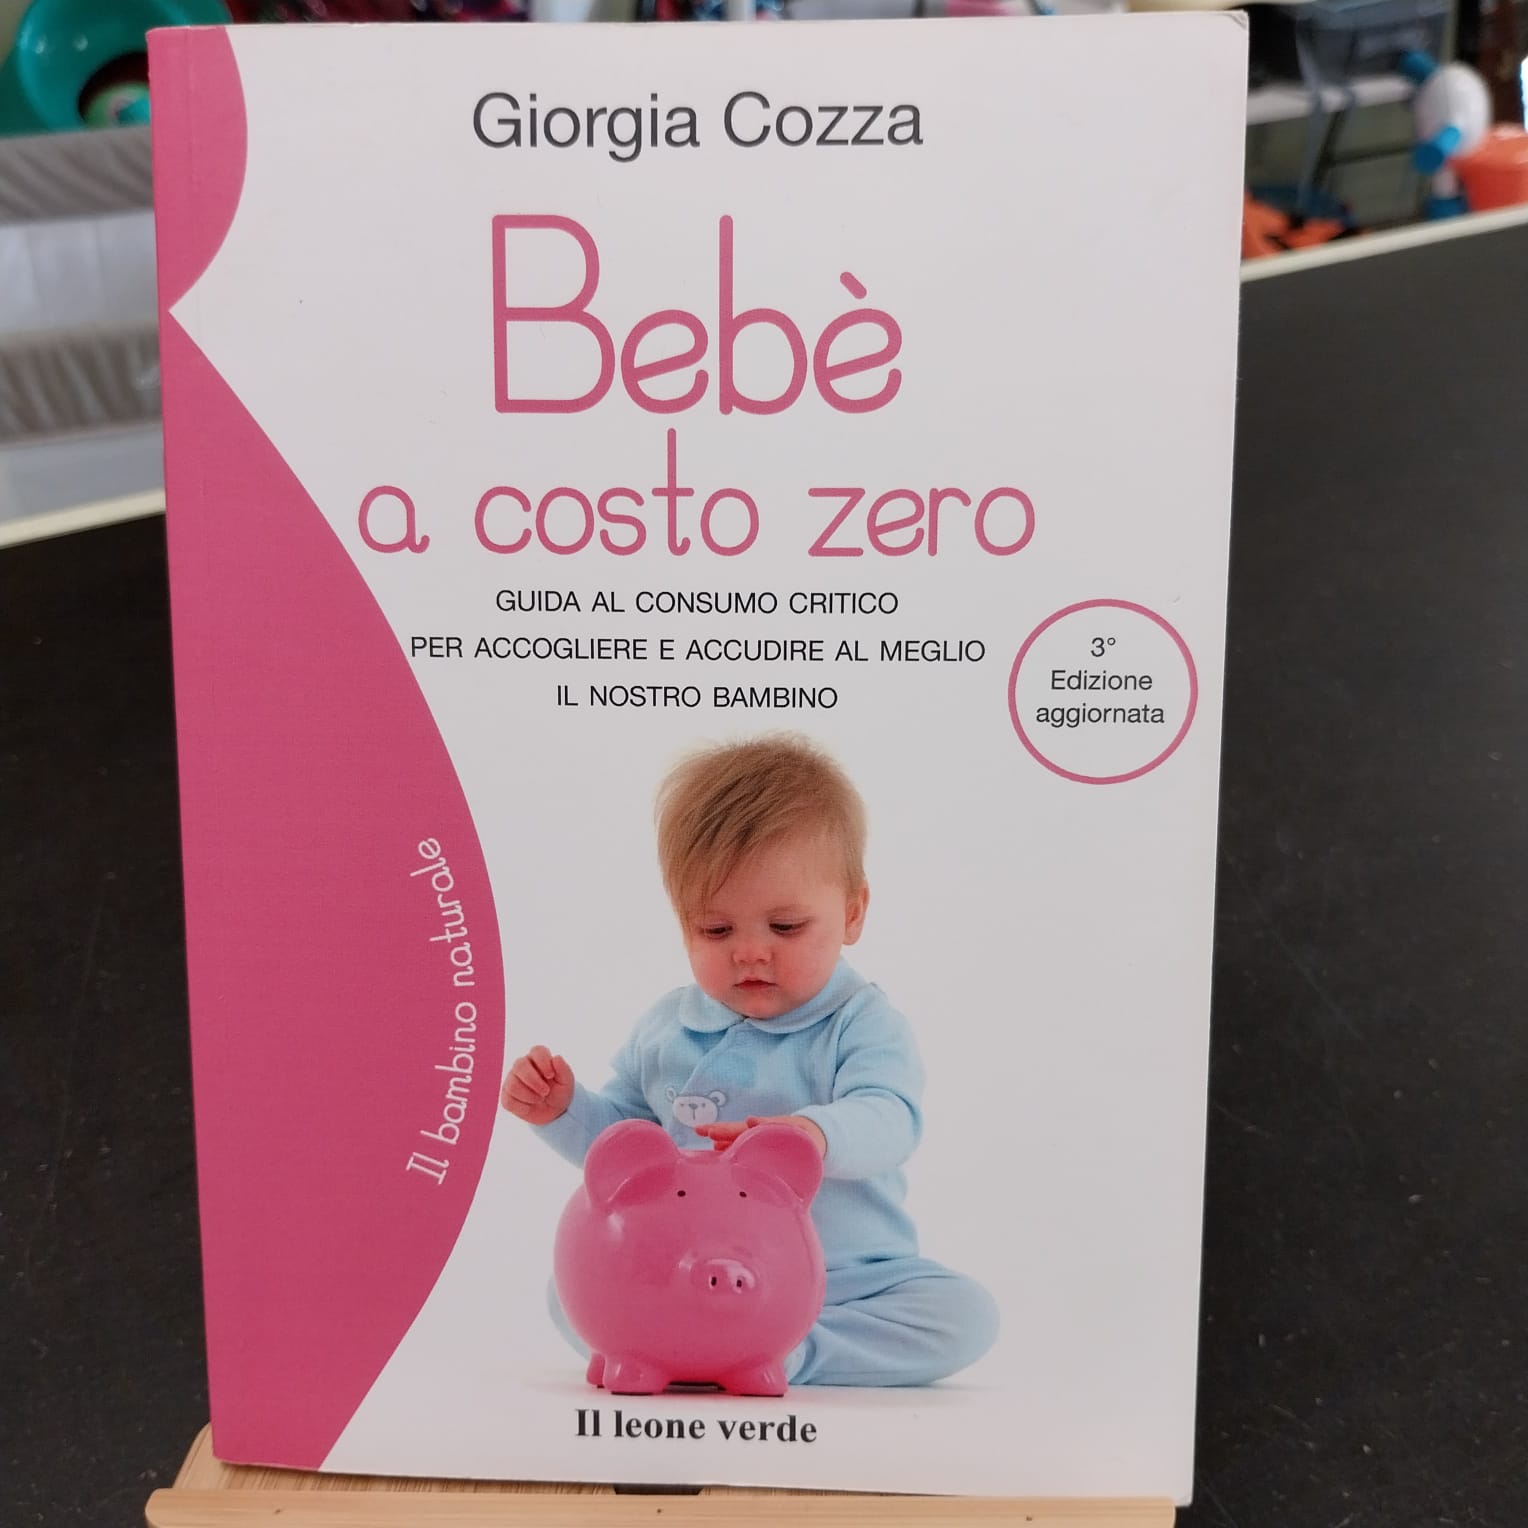 Giorgia Cozza
Bebè
a costo zero
GUIDA AL CONSUMO CRITICO
PER ACCOGLIERE E ACCUDIRE AL MEGLIO
IL NOSTRO BAMBINO
3°
Edizione
aggiornata
Il bambino naturale
Il leone verde